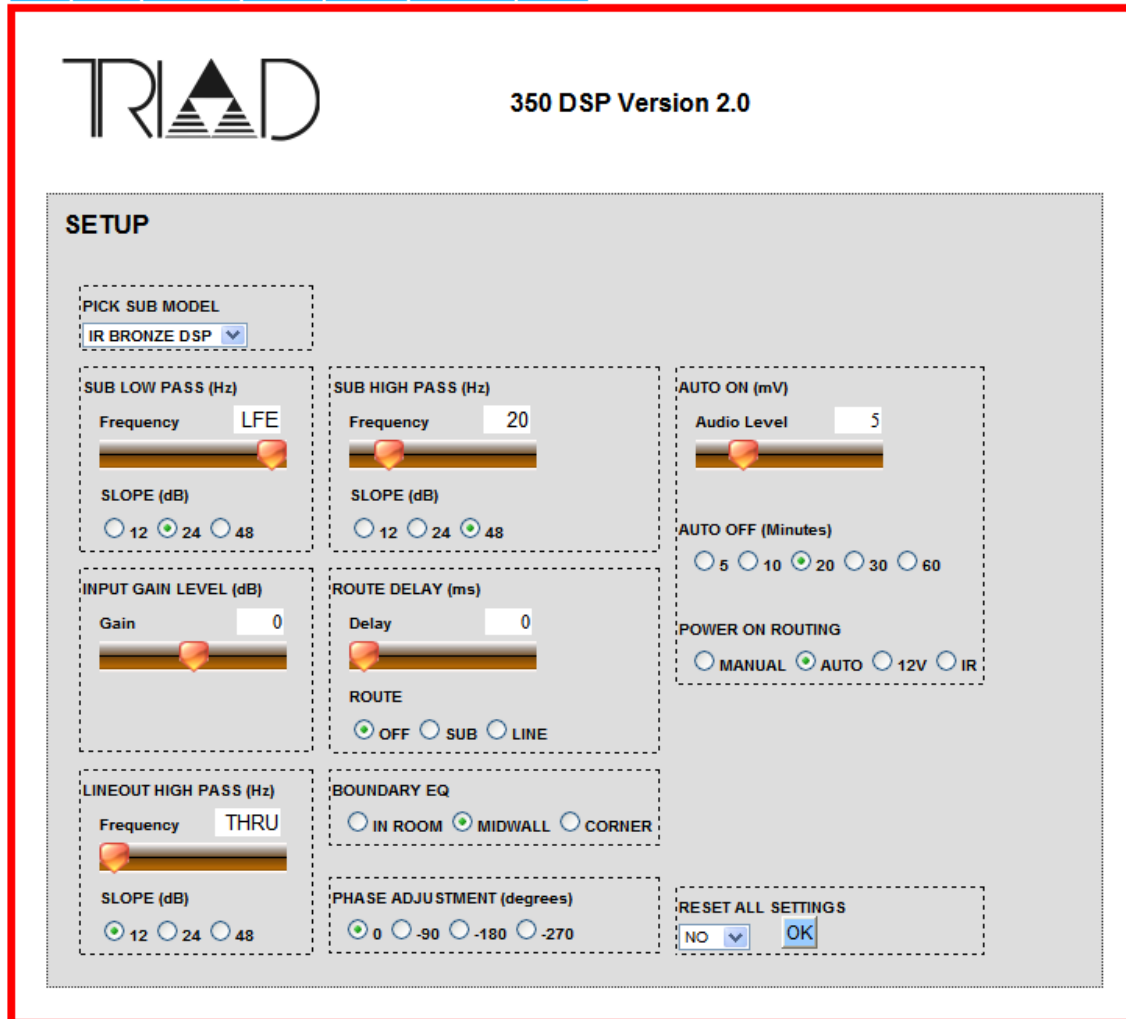 TRIAD
350 DSP Version 2.0
SETUP
PICK SUB MODEL
IR BRONZE DSP
SUB LOW PASS (Hz)
Frequency LFE
SLOPE (dB)
12 24 48
SUB HIGH PASS (Hz)
Frequency 20
SLOPE (dB)
12 24 48
AUTO ON (mV)
Audio Level 5
AUTO OFF (Minutes)
5 10 20 30 60
POWER ON ROUTING
MANUAL AUTO 12V IR
INPUT GAIN LEVEL (dB)
Gain 0
ROUTE DELAY (ms)
Delay 0
ROUTE
OFF SUB LINE
LINEOUT HIGH PASS (Hz)
Frequency THRU
SLOPE (dB)
12 24 48
BOUNDARY EQ
IN ROOM MIDWALL CORNER
PHASE ADJUSTMENT (degrees)
0 -90 -180 -270
RESET ALL SETTINGS
NO OK